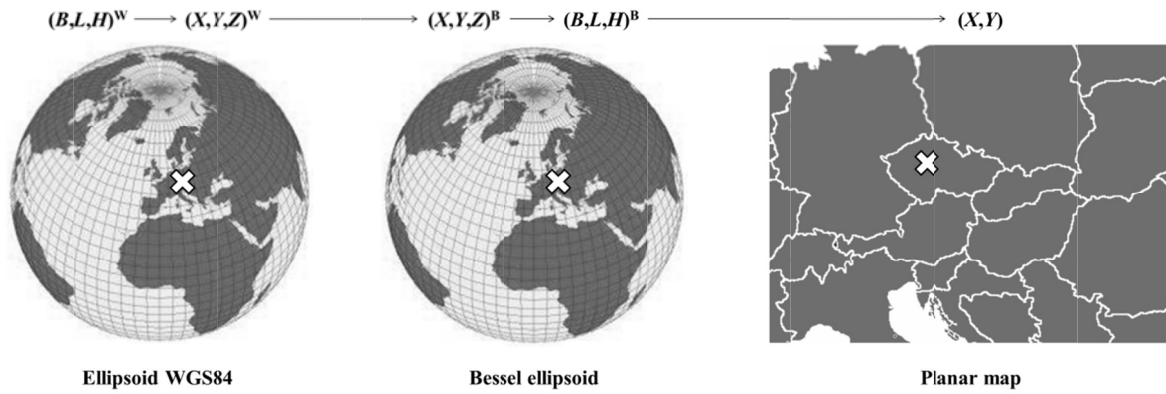 (B,L,H)ᵂ ⟶ (X,Y,Z)ᵂ ⟶ (X,Y,Z)ᴮ ⟶ (B,L,H)ᴮ ⟶ (X,Y)
Ellipsoid WGS84 Bessel ellipsoid Planar map